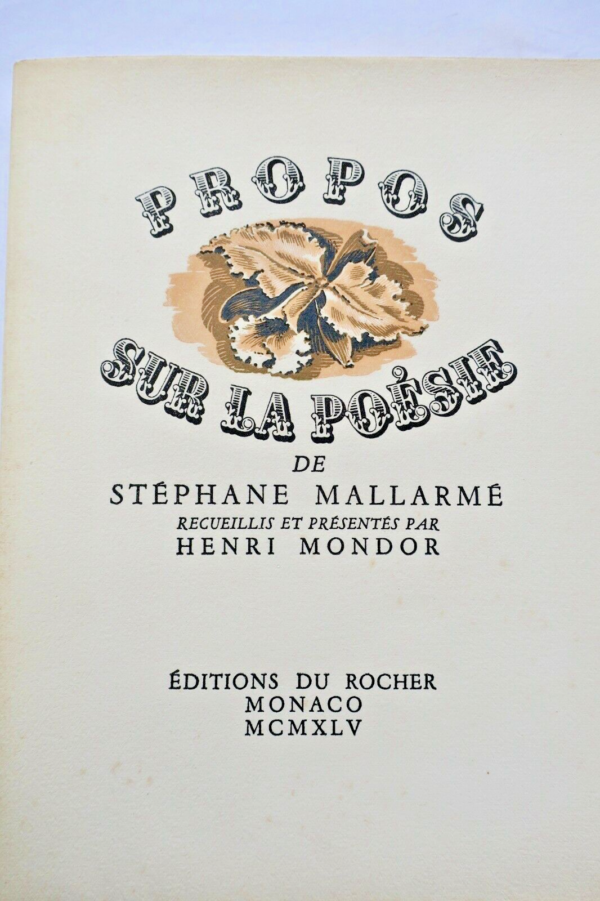 PROPOS
SUR LA POÉSIE
DE
STÉPHANE MALLARMÉ
RECUEILLIS ET PRÉSENTÉS PAR
HENRI MONDOR
ÉDITIONS DU ROCHER
MONACO
MCMXLV